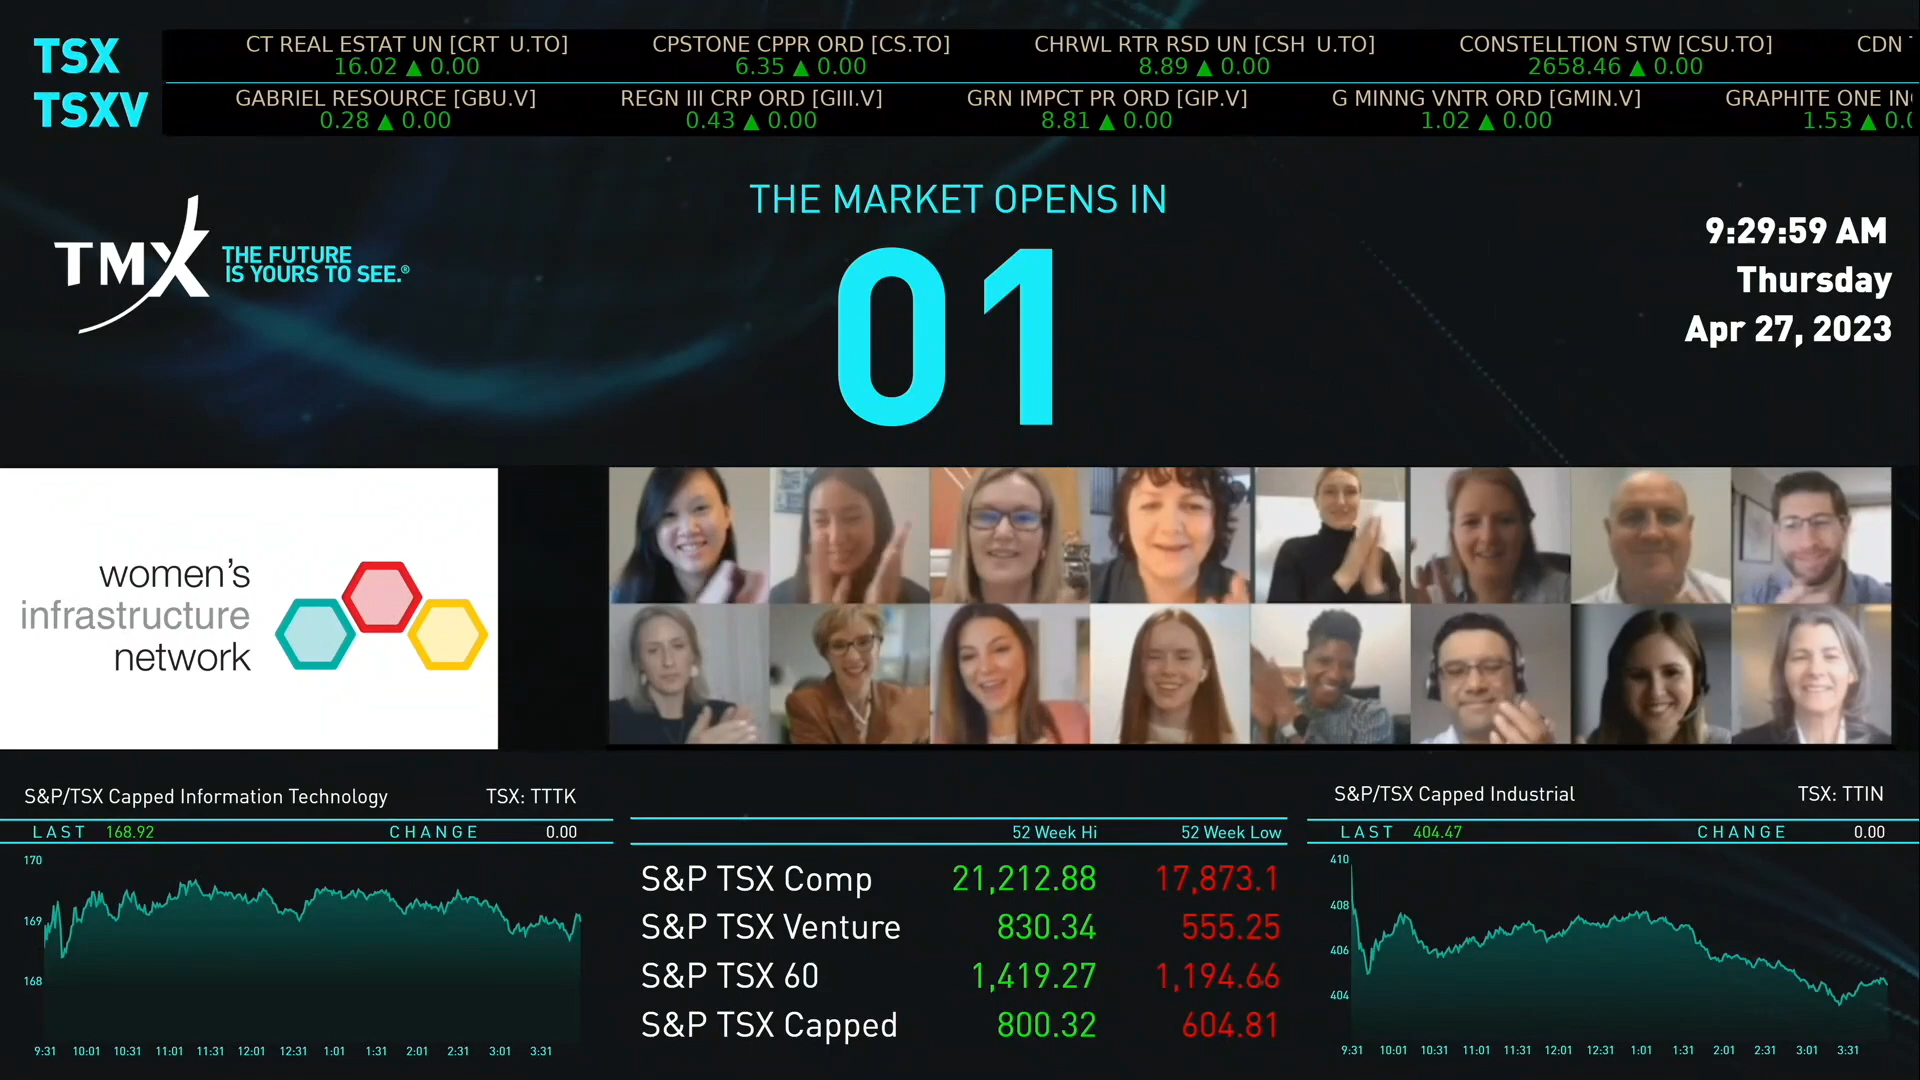 TSX
CT REAL ESTAT UN [CRT U.TO] CPSTONE CPPR ORD [CS.TO] CHRWL RTR RSD UN [CSH U.TO] CONSTELLTION STW [CSU.TO] CDN
16.02 ▲ 0.00 6.35 ▲ 0.00 8.89 ▲ 0.00 2658.46 ▲ 0.00
TSXV
GABRIEL RESOURCE [GBU.V] REGN III CRP ORD [GIII.V] GRN IMPCT PR ORD [GIP.V] G MINNG VNTR ORD [GMIN.V] GRAPHITE ONE
0.28 ▲ 0.00 0.43 ▲ 0.00 8.81 ▲ 0.00 1.02 ▲ 0.00 1.53 ▲
TMX
THE FUTURE
IS YOURS TO SEE.®
THE MARKET OPENS IN
01
9:29:59 AM
Thursday
Apr 27, 2023
women's
infrastructure
network
S&P/TSX Capped Information Technology TSX: TTTK
LAST 168.92 CHANGE 0.00
170
169
168
9:31 10:01 10:31 11:01 11:31 12:01 12:31 1:01 1:31 2:01 2:31 3:01 3:31
52 Week Hi 52 Week Low
S&P TSX Comp 21,212.88 17,873.1
S&P TSX Venture 830.34 555.25
S&P TSX 60 1,419.27 1,194.66
S&P TSX Capped 800.32 604.81
S&P/TSX Capped Industrial TSX: TTIN
LAST 404.47 CHANGE 0.00
410
408
406
404
9:31 10:01 10:31 11:01 11:31 12:01 12:31 1:01 1:31 2:01 2:31 3:01 3:31